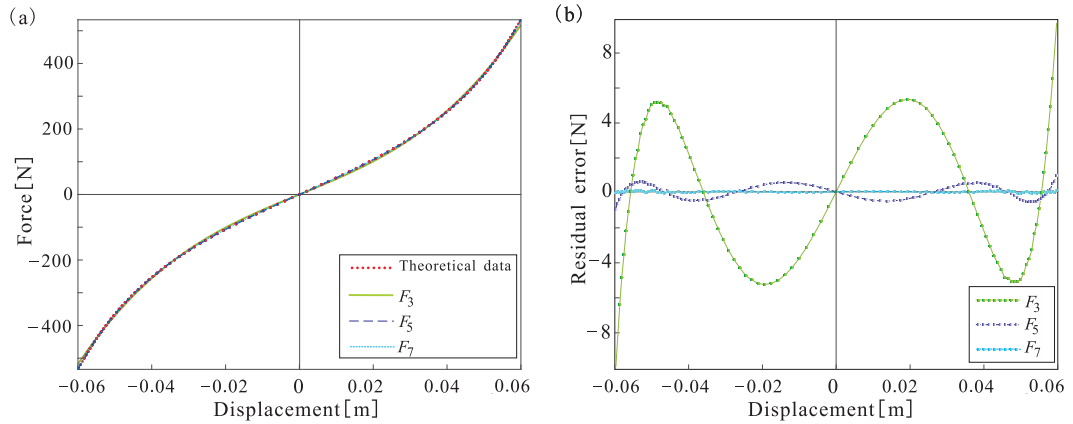 (a)
Force[N]
400
200
0
−200
−400
−0.06
−0.04
−0.02
0
0.02
0.04
0.06
Displacement[m]
Theoretical data
F3
F5
F7
(b)
Residual error[N]
8
4
0
−4
−8
−0.06
−0.04
−0.02
0
0.02
0.04
0.06
Displacement[m]
F3
F5
F7